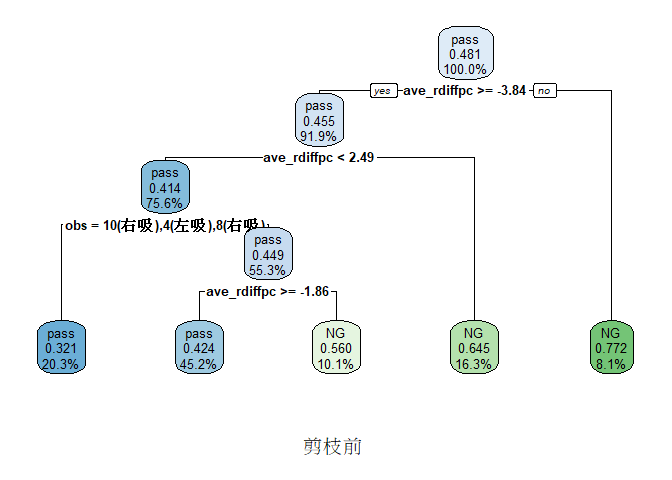 pass
0.481
100.0%
yes
ave_rdiffpc >= -3.84
no
pass
0.455
91.9%
ave_rdiffpc < 2.49
pass
0.414
75.6%
obs = 10(右吸),4(左吸),8(右吸)
pass
0.449
55.3%
ave_rdiffpc >= -1.86
pass
0.321
20.3%
pass
0.424
45.2%
NG
0.560
10.1%
NG
0.645
16.3%
NG
0.772
8.1%
剪枝前